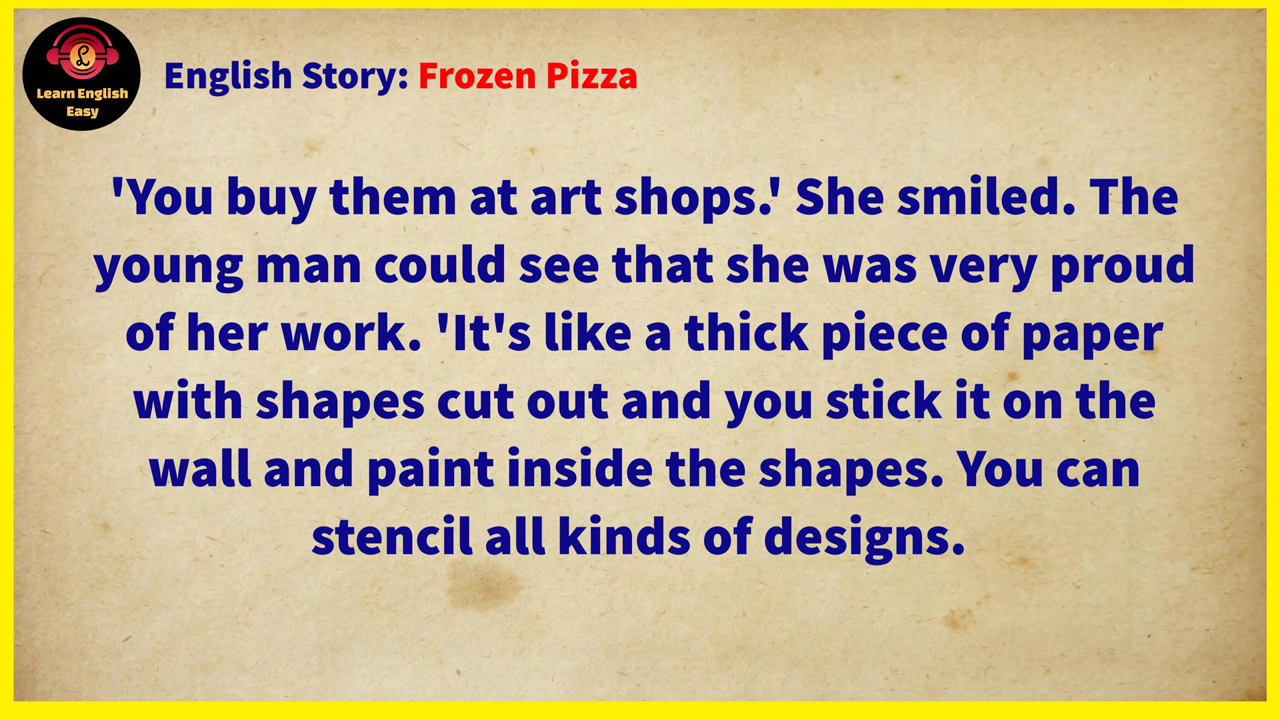 Learn English
Easy
English Story: Frozen Pizza
'You buy them at art shops.' She smiled. The
young man could see that she was very proud
of her work. 'It's like a thick piece of paper
with shapes cut out and you stick it on the
wall and paint inside the shapes. You can
stencil all kinds of designs.